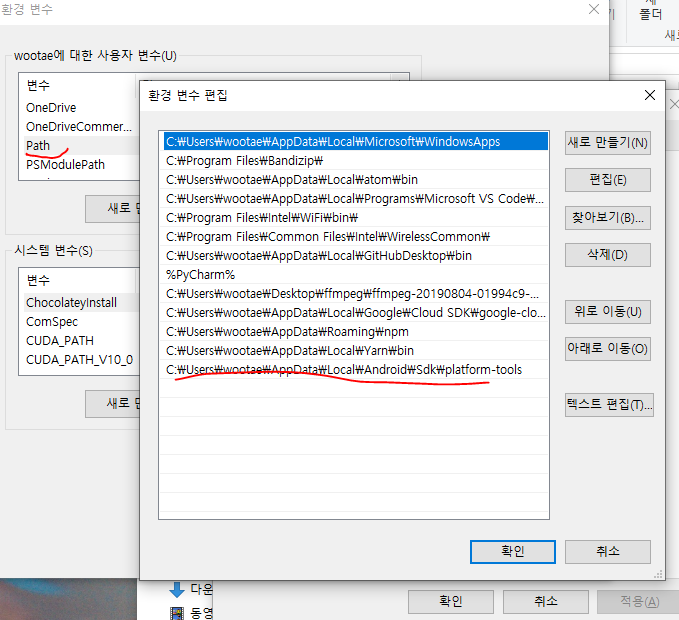 환경 변수
폴더
새로
wootae에 대한 사용자 변수(U)
변수
OneDrive
OneDriveCommer...
Path
PSModulePath
새로
시스템 변수(S)
변수
ChocolateyInstall
ComSpec
CUDA_PATH
CUDA_PATH_V10_0
새로
환경 변수 편집
C:₩Users₩wootae₩AppData₩Local₩Microsoft₩WindowsApps
C:₩Program Files₩Bandizip₩
C:₩Users₩wootae₩AppData₩Local₩atom₩bin
C:₩Users₩wootae₩AppData₩Local₩Programs₩Microsoft VS Code₩...
C:₩Program Files₩Intel₩WiFi₩bin₩
C:₩Program Files₩Common Files₩Intel₩WirelessCommon₩
C:₩Users₩wootae₩AppData₩Local₩GitHubDesktop₩bin
%PyCharm%
C:₩Users₩wootae₩Desktop₩ffmpeg₩ffmpeg-20190804-01994c9-...
C:₩Users₩wootae₩AppData₩Local₩Google₩Cloud SDK₩google-clo...
C:₩Users₩wootae₩AppData₩Roaming₩npm
C:₩Users₩wootae₩AppData₩Local₩Yarn₩bin
C:₩Users₩wootae₩AppData₩Local₩Android₩Sdk₩platform-tools
새로 만들기(N)
편집(E)
찾아보기(B)...
삭제(D)
위로 이동(U)
아래로 이동(O)
텍스트 편집(T)...
확인
취소
다운
동영
확인
취소
적용(A)